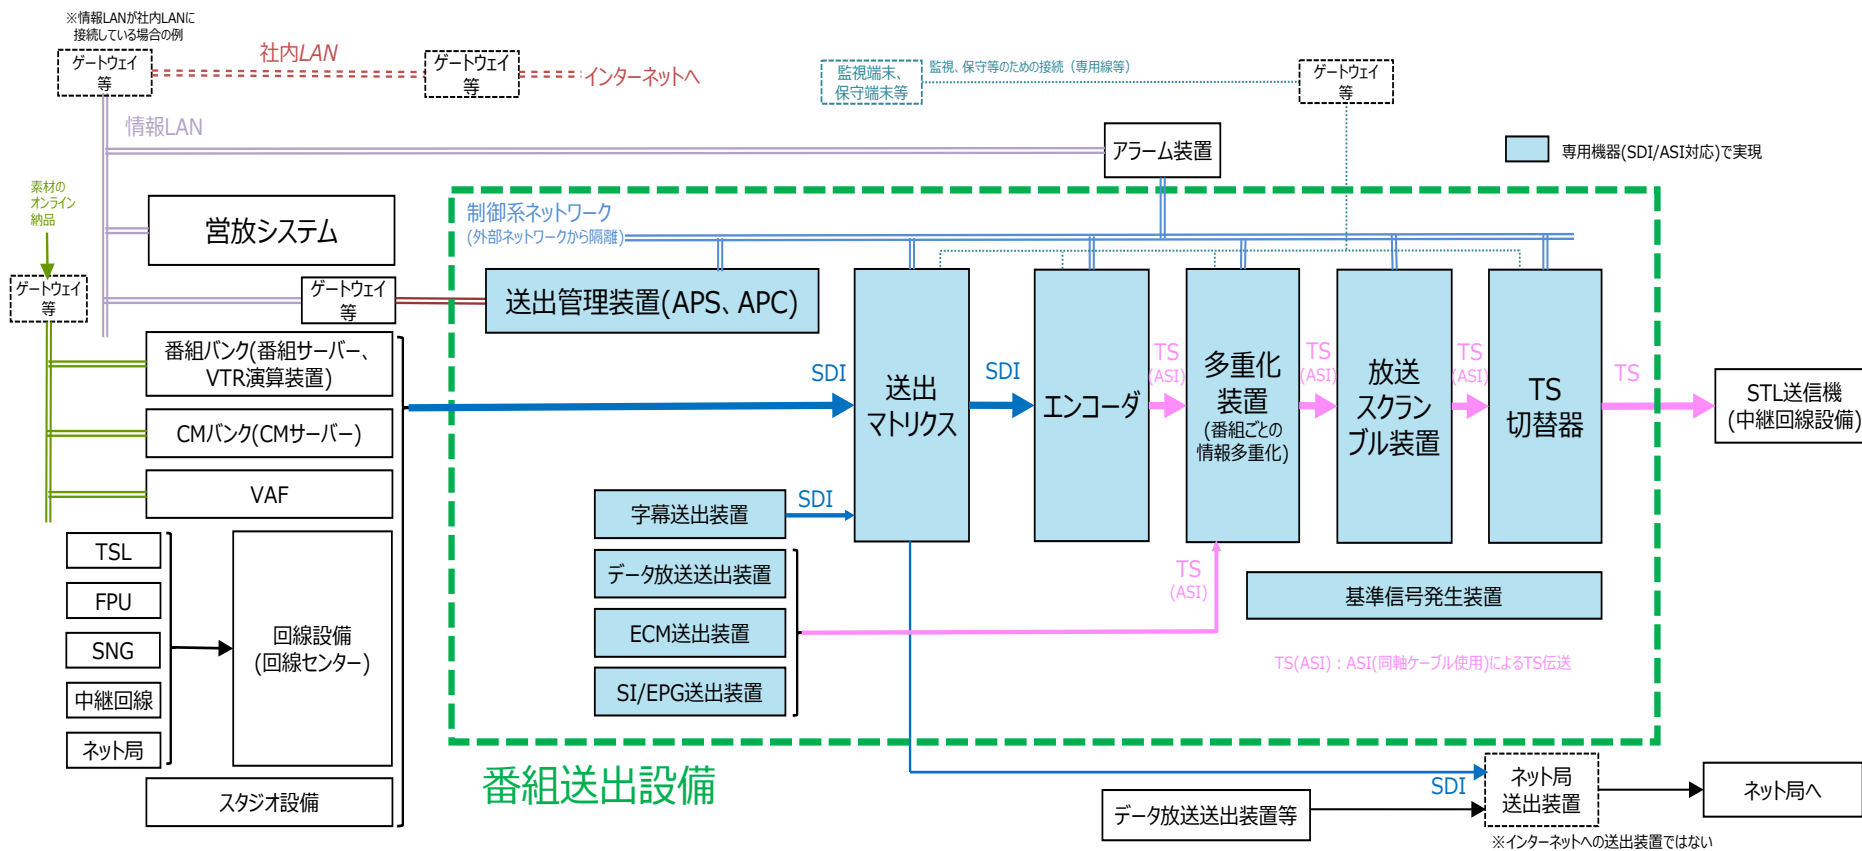 ※情報LANが社内LANに
接続している場合の例
ゲートウェイ
等
社内LAN
ゲートウェイ
等
インターネットへ
監視端末、
保守端末等
監視、保守等のための接続（専用線等）
ゲートウェイ
等
情報LAN
アラーム装置
専用機器(SDI/ASI対応)で実現
素材の
オンライン
納品
営放システム
制御系ネットワーク
(外部ネットワークから隔離)
ゲートウェイ
等
ゲートウェイ
等
送出管理装置(APS、APC)
番組バンク(番組サーバー、
VTR演算装置)
CMバンク(CMサーバー)
VAF
SDI
送出
マトリクス
SDI
エンコーダ
TS
(ASI)
多重化
装置
(番組ごとの
情報多重化)
TS
(ASI)
放送
スクラン
ブル装置
TS
(ASI)
TS
切替器
TS
STL送信機
(中継回線設備)
字幕送出装置
SDI
データ放送送出装置
ECM送出装置
SI/EPG送出装置
TS
(ASI)
基準信号発生装置
TS(ASI)：ASI(同軸ケーブル使用)によるTS伝送
TSL
FPU
SNG
中継回線
ネット局
回線設備
(回線センター)
スタジオ設備
番組送出設備
SDI
データ放送送出装置等
ネット局
送出装置
ネット局へ
※インターネットへの送出装置ではない